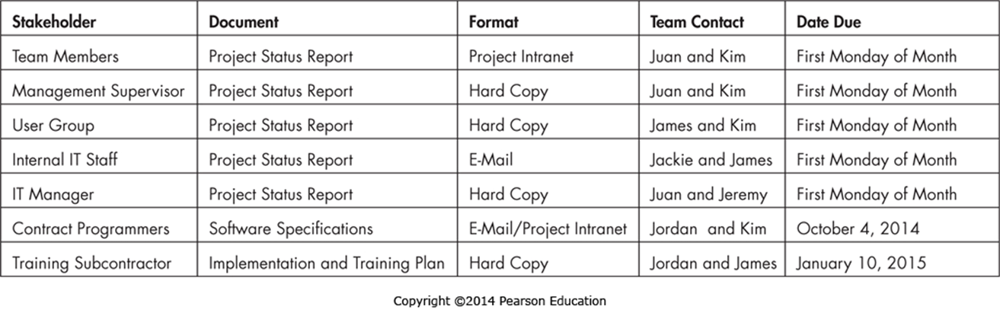 Stakeholder Document Format Team Contact Date Due
Team Members Project Status Report Project Intranet Juan and Kim First Monday of Month
Management Supervisor Project Status Report Hard Copy Juan and Kim First Monday of Month
User Group Project Status Report Hard Copy James and Kim First Monday of Month
Internal IT Staff Project Status Report E-Mail Jackie and James First Monday of Month
IT Manager Project Status Report Hard Copy Juan and Jeremy First Monday of Month
Contract Programmers Software Specifications E-Mail/Project Intranet Jordan and Kim October 4, 2014
Training Subcontractor Implementation and Training Plan Hard Copy Jordan and James January 10, 2015
Copyright ©2014 Pearson Education